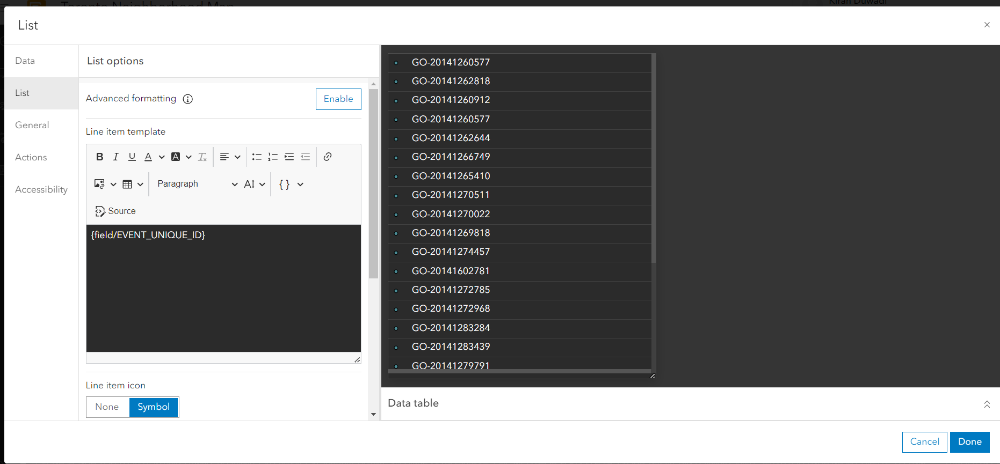 Toronto Neighborhood Map
Kiran Duwadi
List
Data
List
General
Actions
Accessibility
List options
Advanced formatting
Enable
Line item template
Paragraph
Source
{field/EVENT_UNIQUE_ID}
Line item icon
None
Symbol
GO-20141260577
GO-20141262818
GO-20141260912
GO-20141260577
GO-20141262644
GO-20141266749
GO-20141265410
GO-20141270511
GO-20141270022
GO-20141269818
GO-20141274457
GO-20141602781
GO-20141272785
GO-20141272968
GO-20141283284
GO-20141283439
GO-20141279791
Data table
Cancel
Done